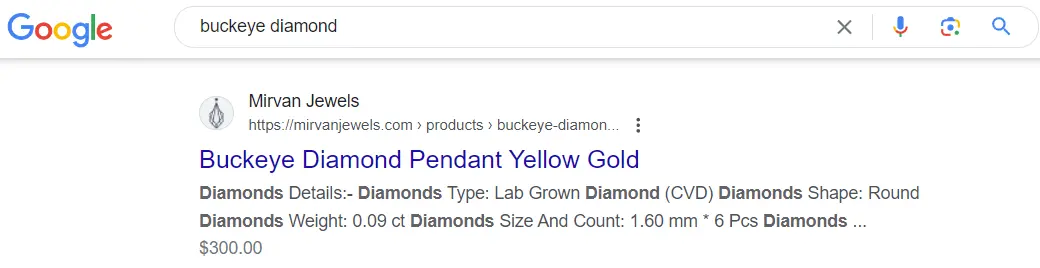 Google
buckeye diamond
Mirvan Jewels
https://mirvanjewels.com › products › buckeye-diamon...
Buckeye Diamond Pendant Yellow Gold
Diamonds Details:- Diamonds Type: Lab Grown Diamond (CVD) Diamonds Shape: Round
Diamonds Weight: 0.09 ct Diamonds Size And Count: 1.60 mm * 6 Pcs Diamonds ...
$300.00